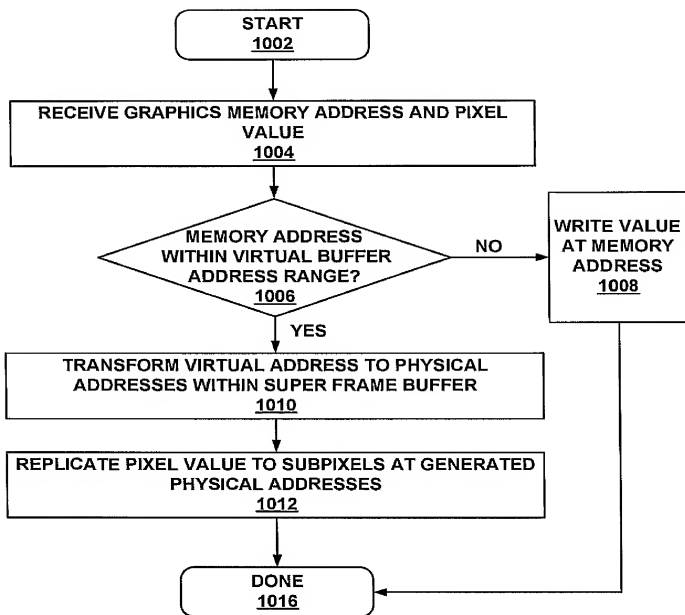 START
1002
RECEIVE GRAPHICS MEMORY ADDRESS AND PIXEL
VALUE
1004
MEMORY ADDRESS
WITHIN VIRTUAL BUFFER
ADDRESS RANGE?
1006
NO
WRITE VALUE
AT MEMORY
ADDRESS
1008
YES
TRANSFORM VIRTUAL ADDRESS TO PHYSICAL
ADDRESSES WITHIN SUPER FRAME BUFFER
1010
REPLICATE PIXEL VALUE TO SUBPIXELS AT GENERATED
PHYSICAL ADDRESSES
1012
DONE
1016